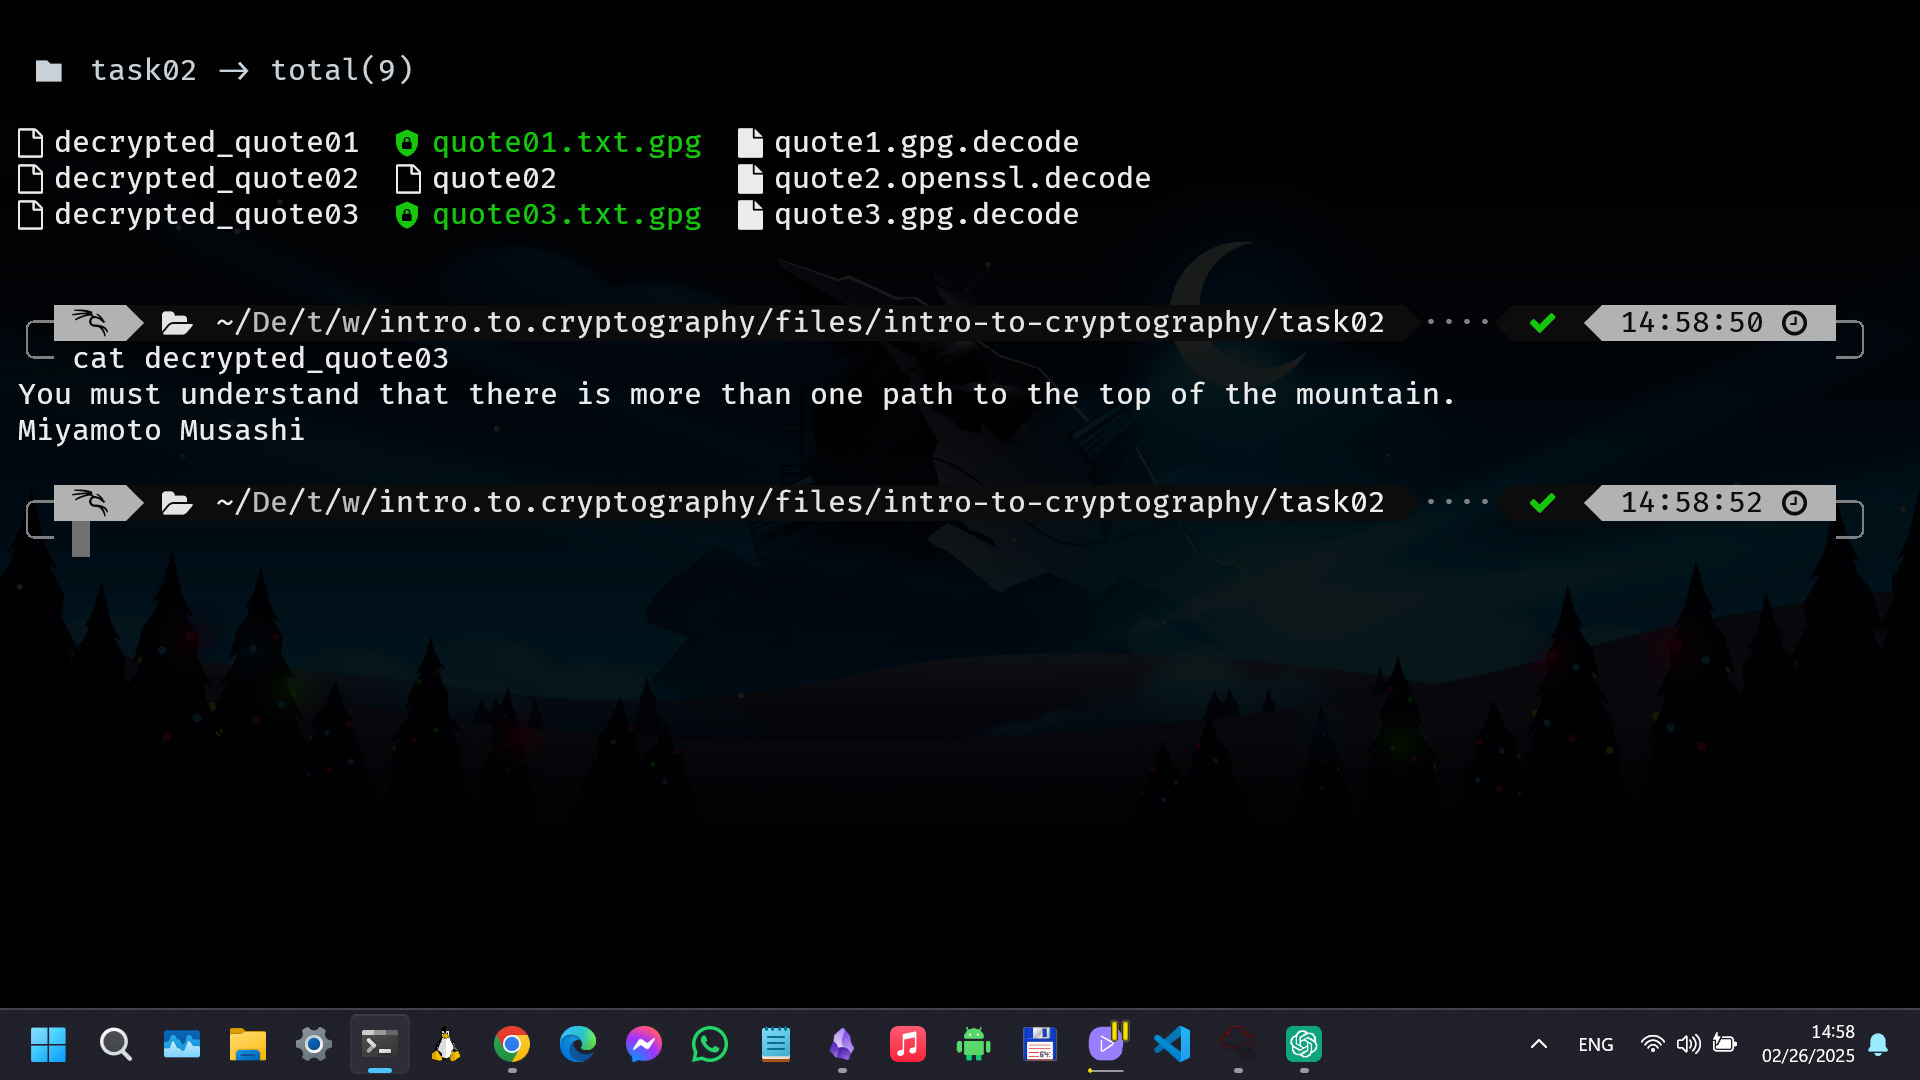 task02 → total(9)
decrypted_quote01 quote01.txt.gpg quote1.gpg.decode
decrypted_quote02 quote02 quote2.openssl.decode
decrypted_quote03 quote03.txt.gpg quote3.gpg.decode
~/De/t/w/intro.to.cryptography/files/intro-to-cryptography/task02 ···· ✔ 14:58:50
cat decrypted_quote03
You must understand that there is more than one path to the top of the mountain.
Miyamoto Musashi
~/De/t/w/intro.to.cryptography/files/intro-to-cryptography/task02 ···· ✔ 14:58:52
64
ENG
14:58
02/26/2025